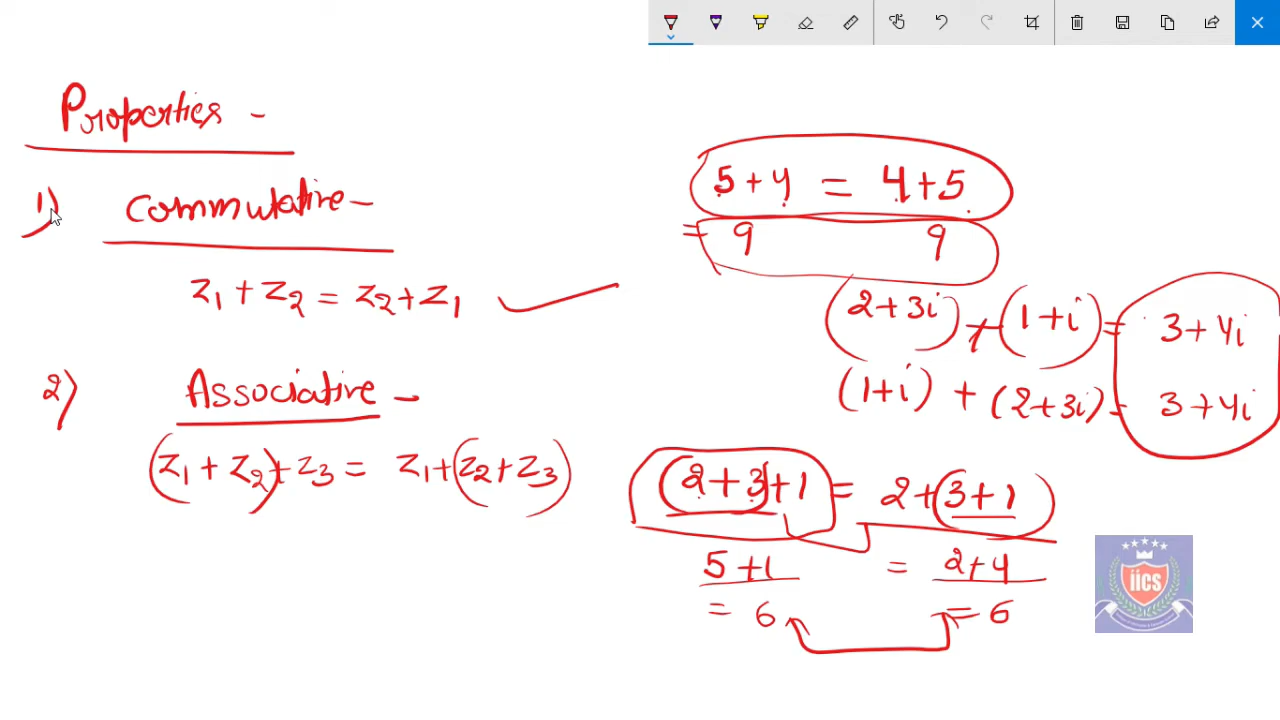 Properties -
1) Commutative -
z1 + z2 = z2 + z1
2) Associative -
(z1 + z2) + z3 = z1 + (z2 + z3)
5 + 4 = 4 + 5
= 9 9
(2 + 3i) + (1 + i) = 3 + 4i
(1 + i) + (2 + 3i) = 3 + 4i
(2 + 3) + 1 = 2 + (3 + 1)
5 + 1 = 2 + 4
= 6 = 6
iics